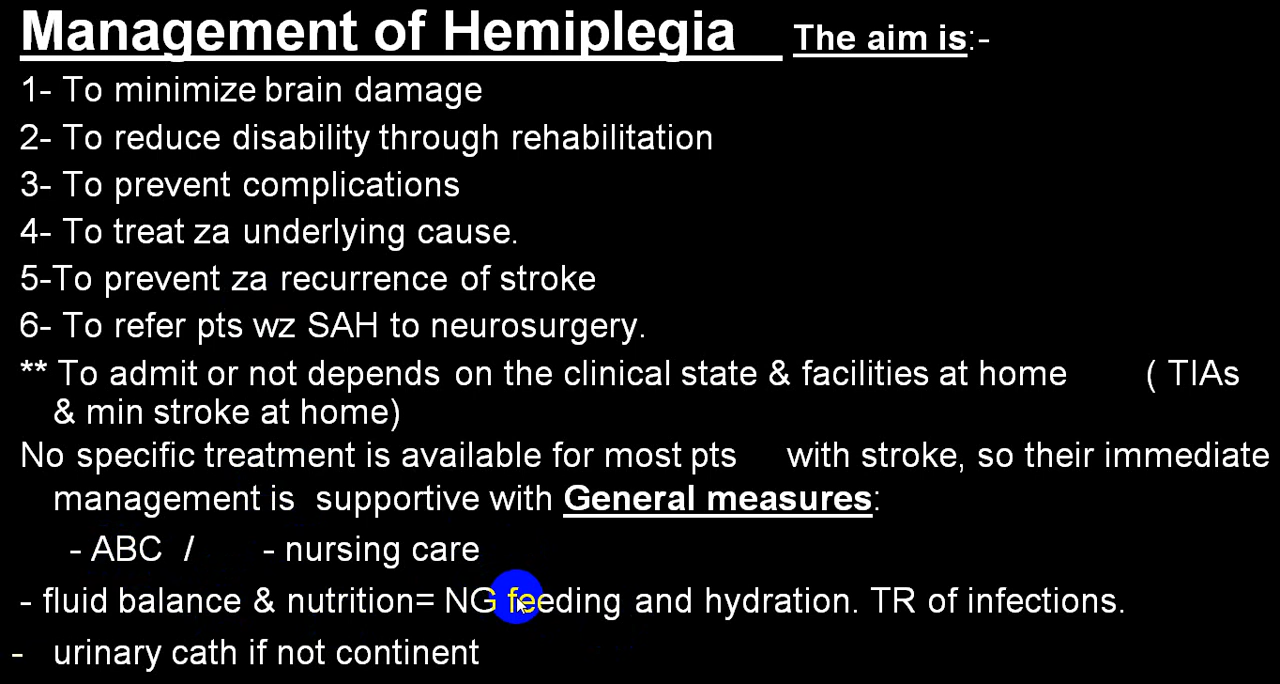 Management of Hemiplegia The aim is:-
1- To minimize brain damage
2- To reduce disability through rehabilitation
3- To prevent complications
4- To treat za underlying cause.
5-To prevent za recurrence of stroke
6- To refer pts wz SAH to neurosurgery.
** To admit or not depends on the clinical state & facilities at home ( TIAs
& min stroke at home)
No specific treatment is available for most pts with stroke, so their immediate
management is supportive with General measures:
- ABC / - nursing care
- fluid balance & nutrition= NG feeding and hydration. TR of infections.
- urinary cath if not continent